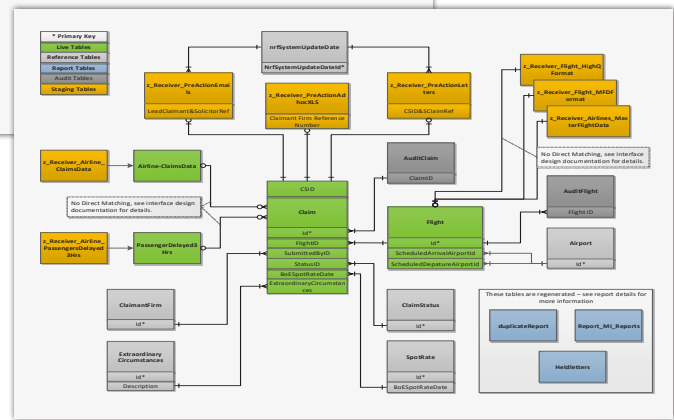 * Primary Key
Live Tables
Reference Tables
Report Tables
Audit Tables
Staging Tables
nrfSystemUpdateDate
NrfSystemUpdateDateId*
z_Receiver_PreActionEmai
ls
LeadClaimant&SolicitorRef
z_Receiver_PreActionAd
hocXLS
Claimant Firm Reference
Number
z_Receiver_PreActionLet
ters
CSID&SClaimRef
z_Receiver_Flight_HighQ
Format
z_Receiver_Flight_MFDF
ormat
z_Receiver_Airlines_Mas
terFlightData
No Direct Matching, see interface
design documentation for details.
z_Receiver_Airline_
ClaimsData
Airline-ClaimsData
No Direct Matching, see interface design
documentation for details.
z_Receiver_Airline_
PassengersDelayed
3Hrs
PassengerDelayed3
Hrs
CSID
Claim
Id*
FlightID
SubmittedByID
StatusID
BoESpotRateDate
ExtraordinaryCircumstan
ces
AuditClaim
ClaimID
Flight
Id*
ScheduledArrivalAirportId
ScheduledDepatureAirportId
AuditFlight
Flight ID
Airport
Id*
ClaimantFirm
Id*
Extraordinary
Circumstances
Id*
Description
ClaimStatus
Id*
SpotRate
Id*
BoESpotRateDate
These tables are regenerated – see report details for
more information
duplicateReport
Report_MI_Reports
Heldletters